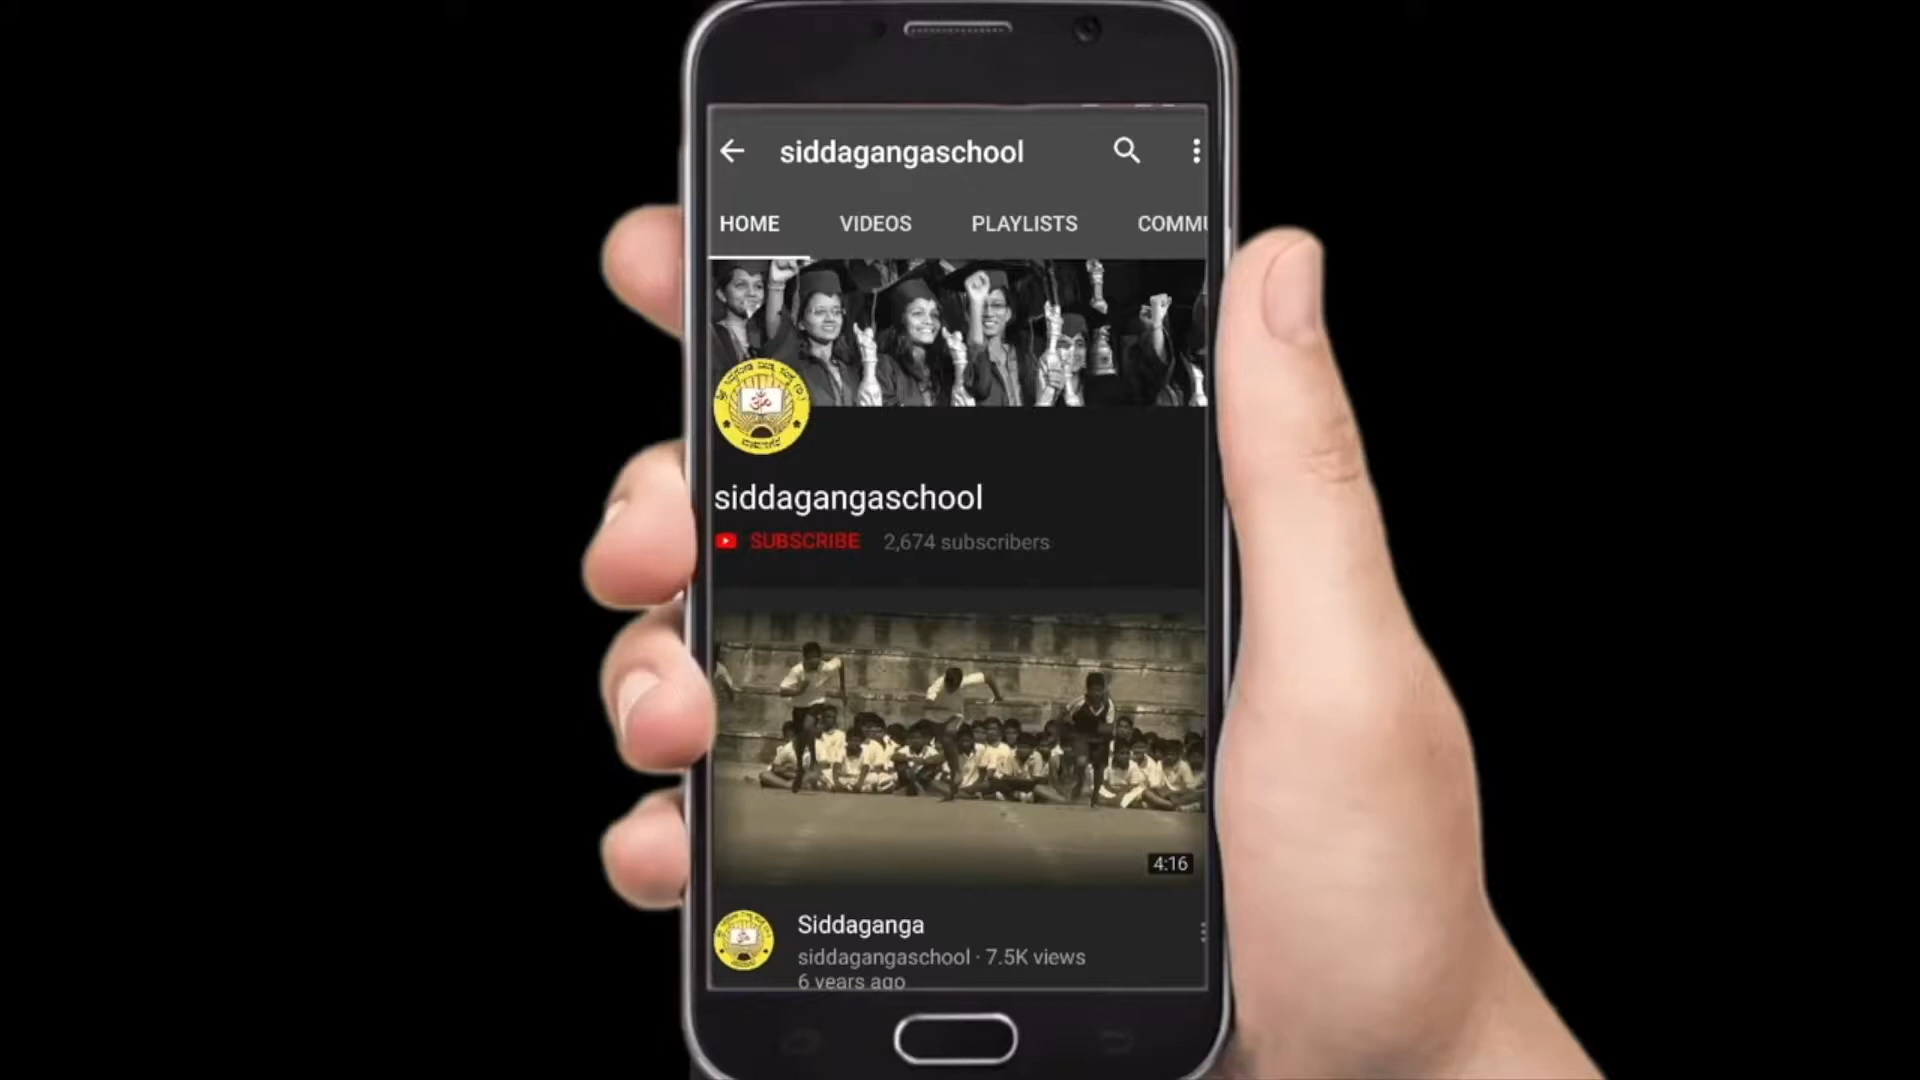 siddagangaschool
HOME VIDEOS PLAYLISTS COMMU
siddagangaschool
SUBSCRIBE 2,674 subscribers
4:16
Siddaganga
siddagangaschool · 7.5K views
6 years ago